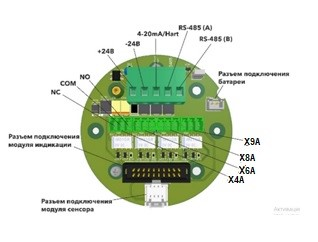 RS-485 (A)
4-20mA/Hart
RS-485 (B)
-24В
+24В
NO
COM
NC
Разъем подключения
батареи
Разъем подключения
модуля индикации
X9A
X8A
X6A
X4A
Разъем подключения
модуля сенсора